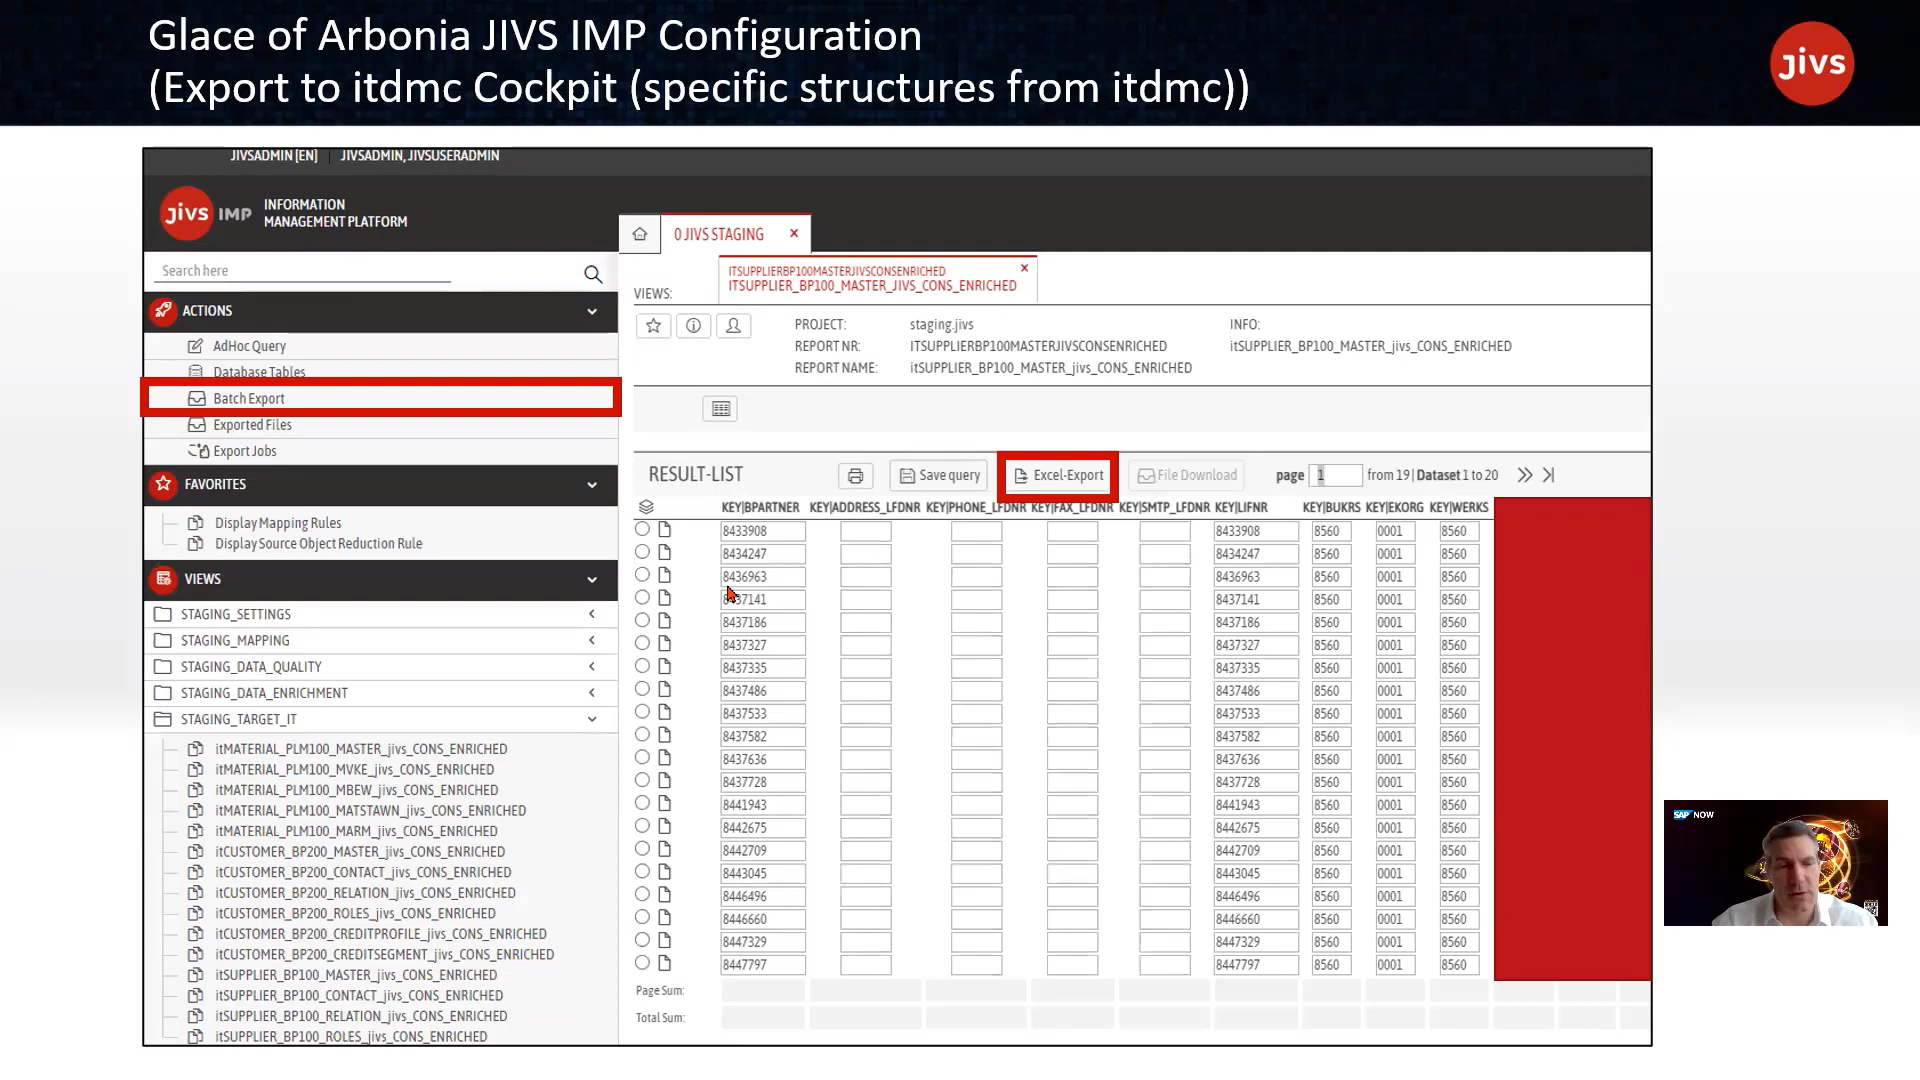 Glace of Arbonia JIVS IMP Configuration
(Export to itdmc Cockpit (specific structures from itdmc))
Jivs
JIVSADMIN [EN] | JIVSADMIN, JIVSUSERADMIN
Jivs IMP INFORMATION
MANAGEMENT PLATFORM
0 JIVS STAGING ×
Search here
ACTIONS
AdHoc Query
Database Tables
Batch Export
Exported Files
Export Jobs
FAVORITES
Display Mapping Rules
Display Source Object Reduction Rule
VIEWS
STAGING_SETTINGS
STAGING_MAPPING
STAGING_DATA_QUALITY
STAGING_DATA_ENRICHMENT
STAGING_TARGET_IT
itMATERIAL_PLM100_MASTER_jivs_CONS_ENRICHED
itMATERIAL_PLM100_MVKE_jivs_CONS_ENRICHED
itMATERIAL_PLM100_MBEW_jivs_CONS_ENRICHED
itMATERIAL_PLM100_MATSTAWN_jivs_CONS_ENRICHED
itMATERIAL_PLM100_MARM_jivs_CONS_ENRICHED
itCUSTOMER_BP200_MASTER_jivs_CONS_ENRICHED
itCUSTOMER_BP200_CONTACT_jivs_CONS_ENRICHED
itCUSTOMER_BP200_RELATION_jivs_CONS_ENRICHED
itCUSTOMER_BP200_ROLES_jivs_CONS_ENRICHED
itCUSTOMER_BP200_CREDITPROFILE_jivs_CONS_ENRICHED
itCUSTOMER_BP200_CREDITSEGMENT_jivs_CONS_ENRICHED
itSUPPLIER_BP100_MASTER_jivs_CONS_ENRICHED
itSUPPLIER_BP100_CONTACT_jivs_CONS_ENRICHED
itSUPPLIER_BP100_RELATION_jivs_CONS_ENRICHED
itSUPPLIER_BP100_ROLES_jivs_CONS_ENRICHED
VIEWS:
ITSUPPLIERBP100MASTERJIVSCONSENRICHED ×
ITSUPPLIER_BP100_MASTER_JIVS_CONS_ENRICHED
PROJECT: staging.jivs INFO:
REPORT NR: ITSUPPLIERBP100MASTERJIVSCONSENRICHED itSUPPLIER_BP100_MASTER_jivs_CONS_ENRICHED
REPORT NAME: itSUPPLIER_BP100_MASTER_jivs_CONS_ENRICHED
RESULT-LIST Save query Excel-Export File Download page 1 from 19 | Dataset 1 to 20
KEY|BPARTNER KEY|ADDRESS_LFDNR KEY|PHONE_LFDNR KEY|FAX_LFDNR KEY|SMTP_LFDNR KEY|LIFNR KEY|BUKRS KEY|EKORG KEY|WERKS
8433908 8433908 8560 0001 8560
8434247 8434247 8560 0001 8560
8436963 8436963 8560 0001 8560
8437141 8437141 8560 0001 8560
8437186 8437186 8560 0001 8560
8437327 8437327 8560 0001 8560
8437335 8437335 8560 0001 8560
8437486 8437486 8560 0001 8560
8437533 8437533 8560 0001 8560
8437582 8437582 8560 0001 8560
8437636 8437636 8560 0001 8560
8437728 8437728 8560 0001 8560
8441943 8441943 8560 0001 8560
8442675 8442675 8560 0001 8560
8442709 8442709 8560 0001 8560
8443045 8443045 8560 0001 8560
8446496 8446496 8560 0001 8560
8446660 8446660 8560 0001 8560
8447329 8447329 8560 0001 8560
8447797 8447797 8560 0001 8560
Page Sum:
Total Sum:
SAP NOW